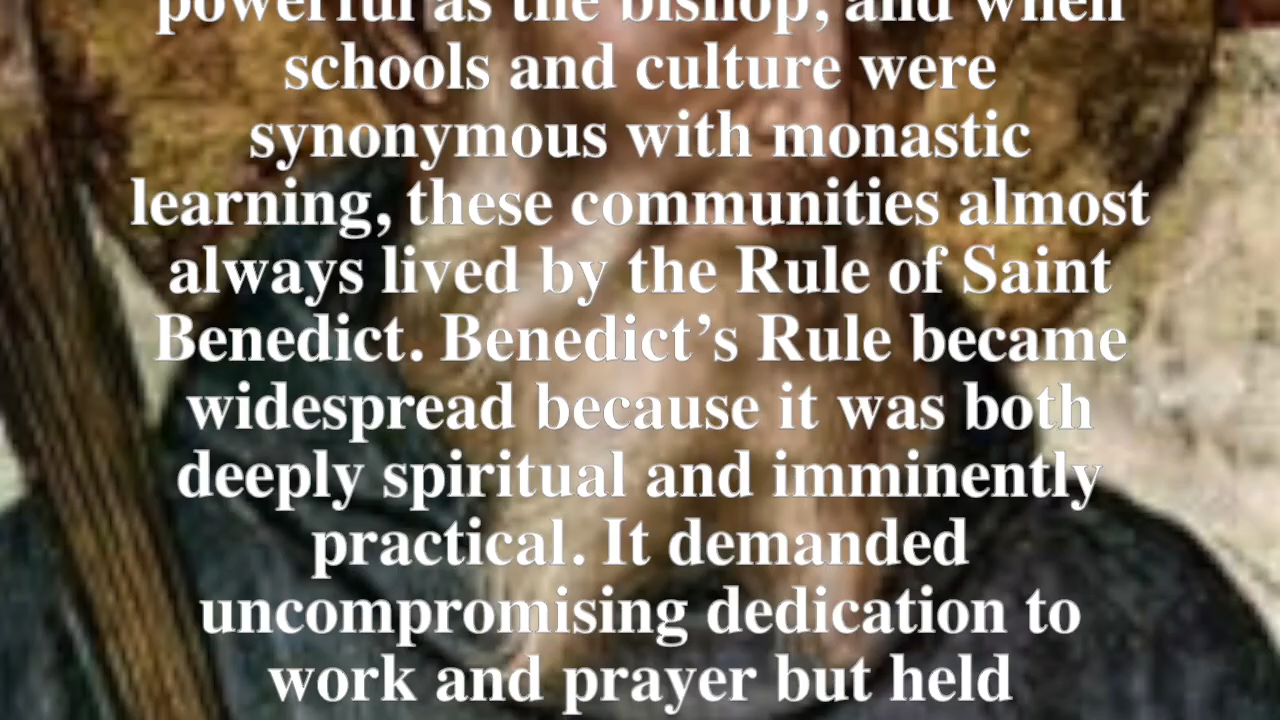 powerful as the bishop, and when
schools and culture were
synonymous with monastic
learning, these communities almost
always lived by the Rule of Saint
Benedict. Benedict’s Rule became
widespread because it was both
deeply spiritual and imminently
practical. It demanded
uncompromising dedication to
work and prayer but held